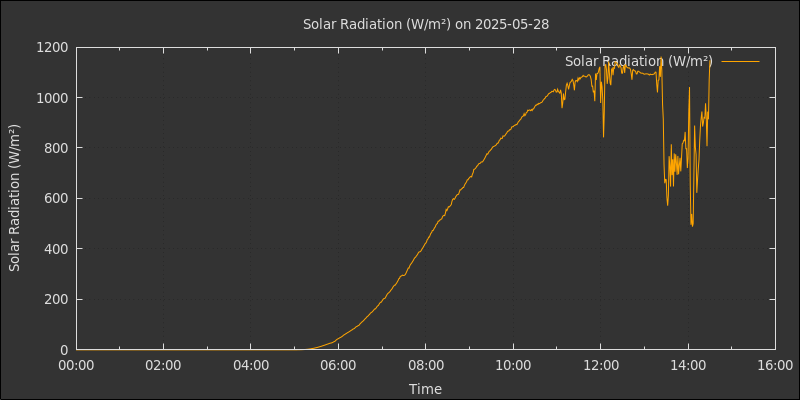 Solar Radiation (W/m²) on 2025-05-28
Solar Radiation (W/m²)
1200
1000
800
600
400
200
0
Solar Radiation (W/m²)
00:00 02:00 04:00 06:00 08:00 10:00 12:00 14:00 16:00
Time